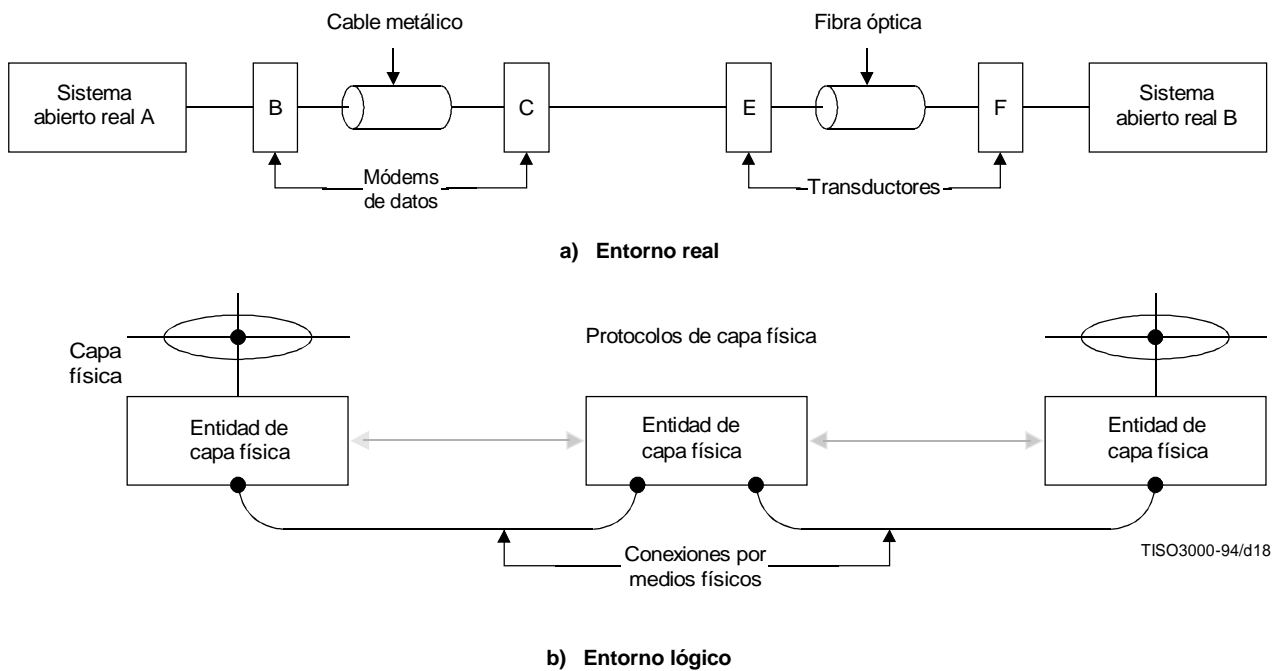 Cable metálico
Fibra óptica
Sistema
abierto real A
B
C
E
F
Sistema
abierto real B
Módems
de datos
Transductores
a) Entorno real
Capa
física
Protocolos de capa física
Entidad de
capa física
Entidad de
capa física
Entidad de
capa física
Conexiones por
medios físicos
TISO3000-94/d18
b) Entorno lógico